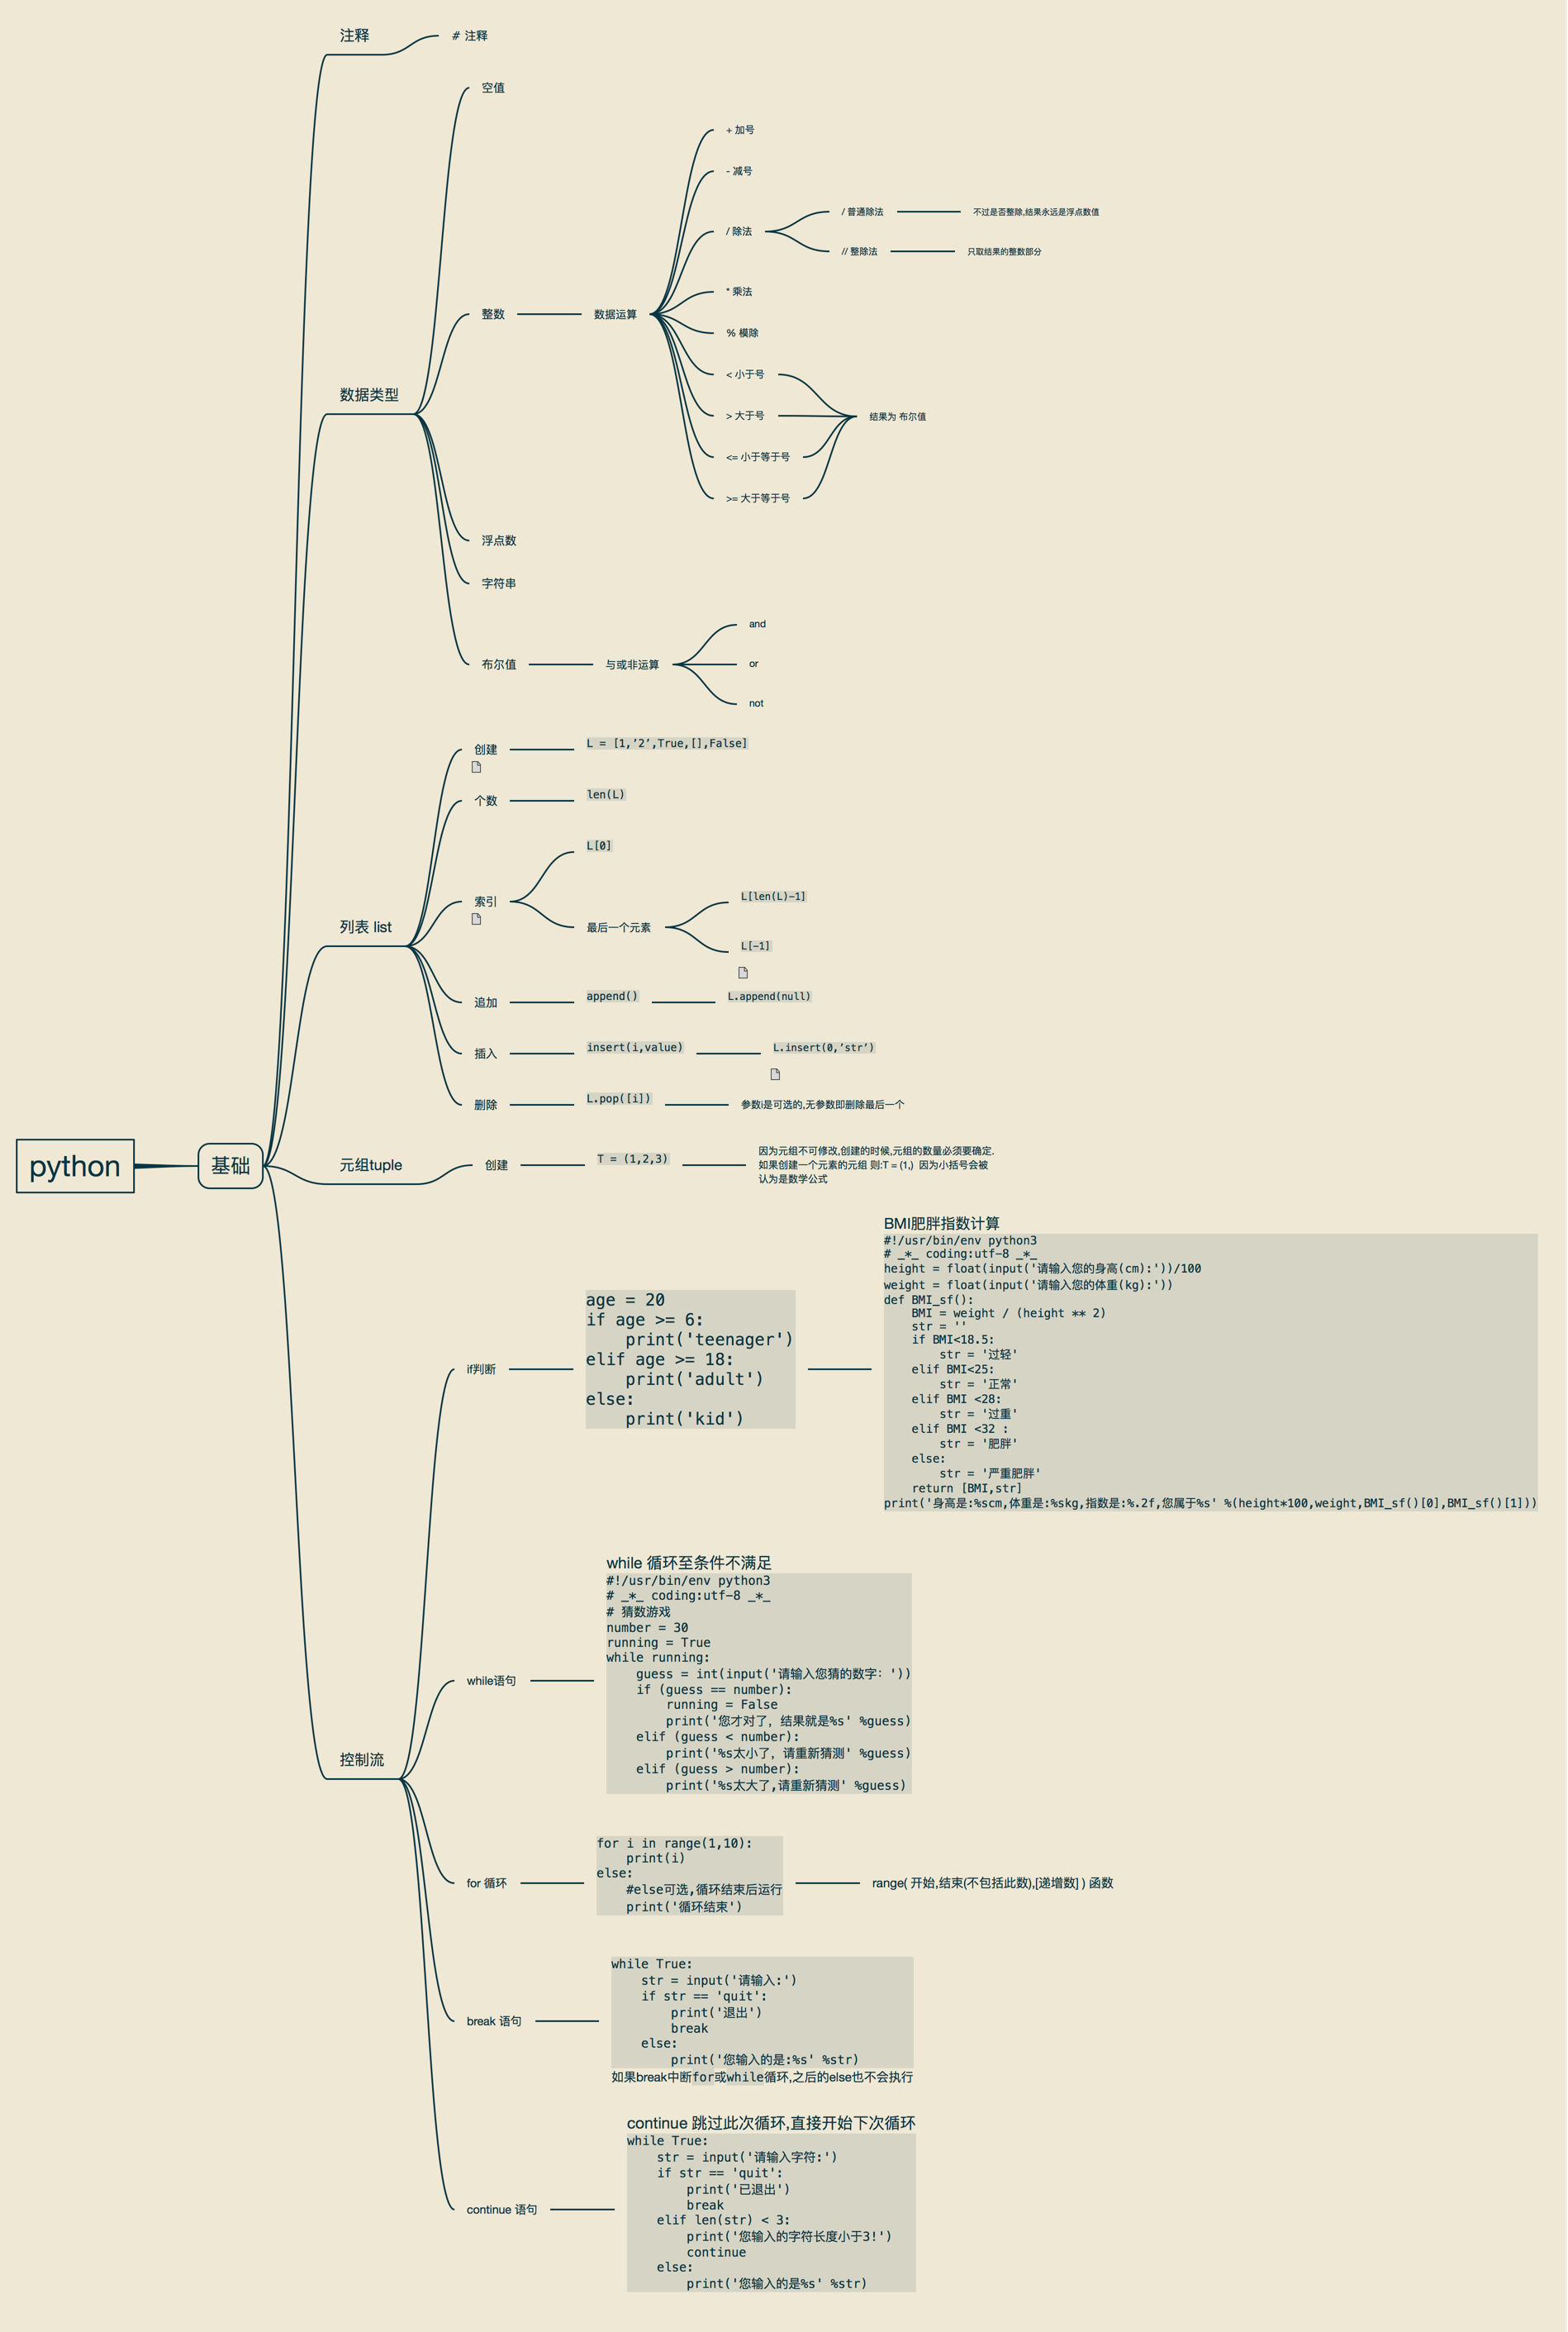 注释
# 注释
数据类型
空值
整数
数据运算
+ 加号
- 减号
/ 除法
/ 普通除法
不过是否整除,结果永远是浮点数值
// 整除法
只取结果的整数部分
* 乘法
% 模除
< 小于号
> 大于号
<= 小于等于号
>= 大于等于号
结果为 布尔值
浮点数
字符串
布尔值
与或非运算
and
or
not
列表 list
创建
L = [1,’2’,True,[],False]
个数
len(L)
索引
L[0]
最后一个元素
L[len(L)-1]
L[-1]
追加
append()
L.append(null)
插入
insert(i,value)
L.insert(0,’str’)
删除
L.pop([i])
参数i是可选的,无参数即删除最后一个
python
基础
元组tuple
创建
T = (1,2,3)
因为元组不可修改,创建的时候,元组的数量必须要确定.
如果创建一个元素的元组 则:T = (1,) 因为小括号会被
认为是数学公式
控制流
if判断
age = 20
if age >= 6:
    print('teenager')
elif age >= 18:
    print('adult')
else:
    print('kid')
BMI肥胖指数计算
#!/usr/bin/env python3
# _*_ coding:utf-8 _*_
height = float(input('请输入您的身高(cm):'))/100
weight = float(input('请输入您的体重(kg):'))
def BMI_sf():
    BMI = weight / (height ** 2)
    str = ''
    if BMI<18.5:
        str = '过轻'
    elif BMI<25:
        str = '正常'
    elif BMI <28:
        str = '过重'
    elif BMI <32 :
        str = '肥胖'
    else:
        str = '严重肥胖'
    return [BMI,str]
print('身高是:%scm,体重是:%skg,指数是:%.2f,您属于%s' %(height*100,weight,BMI_sf()[0],BMI_sf()[1]))
while语句
while 循环至条件不满足
#!/usr/bin/env python3
# _*_ coding:utf-8 _*_
# 猜数游戏
number = 30
running = True
while running:
    guess = int(input('请输入您猜的数字: '))
    if (guess == number):
        running = False
        print('您才对了, 结果就是%s' %guess)
    elif (guess < number):
        print('%s太小了, 请重新猜测' %guess)
    elif (guess > number):
        print('%s太大了,请重新猜测' %guess)
for 循环
for i in range(1,10):
    print(i)
else:
    #else可选,循环结束后运行
    print('循环结束')
range( 开始,结束(不包括此数),[递增数] ) 函数
break 语句
while True:
    str = input('请输入:')
    if str == 'quit':
        print('退出')
        break
    else:
        print('您输入的是:%s' %str)
如果break中断for或while循环,之后的else也不会执行
continue 语句
continue 跳过此次循环,直接开始下次循环
while True:
    str = input('请输入字符:')
    if str == 'quit':
        print('已退出')
        break
    elif len(str) < 3:
        print('您输入的字符长度小于3!')
        continue
    else:
        print('您输入的是%s' %str)